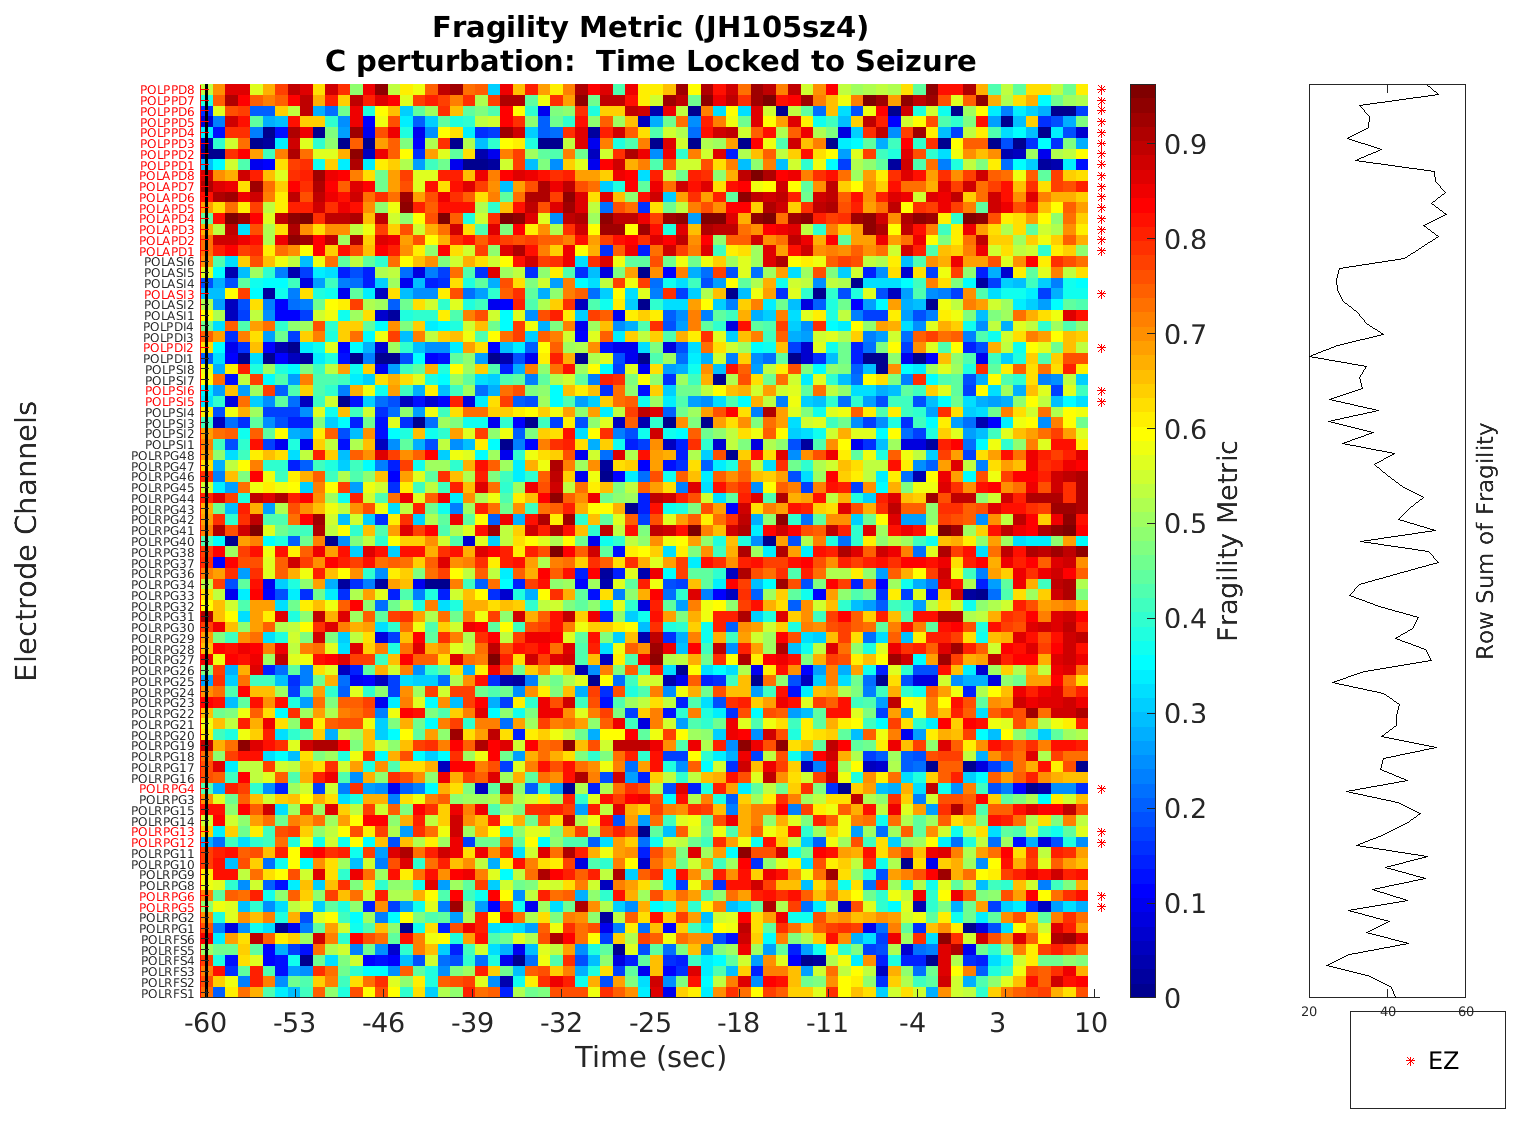 Fragility Metric (JH105sz4)
C perturbation:  Time Locked to Seizure
Electrode Channels
POLPPD8
POLPPD7
POLPPD6
POLPPD5
POLPPD4
POLPPD3
POLPPD2
POLPPD1
POLAPD8
POLAPD7
POLAPD6
POLAPD5
POLAPD4
POLAPD3
POLAPD2
POLAPD1
POLASI6
POLASI5
POLASI4
POLASI3
POLASI2
POLASI1
POLPDI4
POLPDI3
POLPDI2
POLPDI1
POLPSI8
POLPSI7
POLPSI6
POLPSI5
POLPSI4
POLPSI3
POLPSI2
POLPSI1
POLRPG48
POLRPG47
POLRPG46
POLRPG45
POLRPG44
POLRPG43
POLRPG42
POLRPG41
POLRPG40
POLRPG38
POLRPG37
POLRPG36
POLRPG34
POLRPG33
POLRPG32
POLRPG31
POLRPG30
POLRPG29
POLRPG28
POLRPG27
POLRPG26
POLRPG25
POLRPG24
POLRPG23
POLRPG22
POLRPG21
POLRPG20
POLRPG19
POLRPG18
POLRPG17
POLRPG16
POLRPG4
POLRPG3
POLRPG15
POLRPG14
POLRPG13
POLRPG12
POLRPG11
POLRPG10
POLRPG9
POLRPG8
POLRPG6
POLRPG5
POLRPG2
POLRPG1
POLRFS6
POLRFS5
POLRFS4
POLRFS3
POLRFS2
POLRFS1
-60 -53 -46 -39 -32 -25 -18 -11 -4 3 10
Time (sec)
0.9
0.8
0.7
0.6
0.5
0.4
0.3
0.2
0.1
0
Fragility Metric
20 40 60
Row Sum of Fragility
EZ